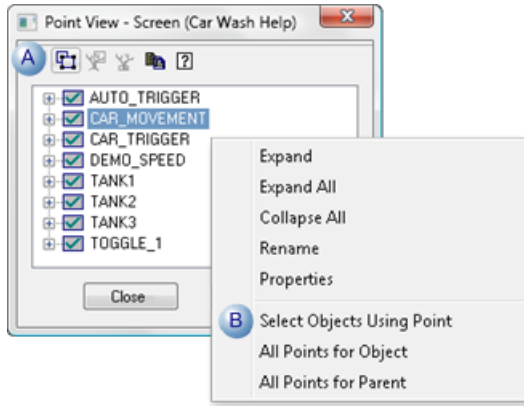 Point View - Screen (Car Wash Help)
A
AUTO_TRIGGER
CAR_MOVEMENT
CAR_TRIGGER
DEMO_SPEED
TANK1
TANK2
TANK3
TOGGLE_1
Close
Expand
Expand All
Collapse All
Rename
Properties
B Select Objects Using Point
All Points for Object
All Points for Parent